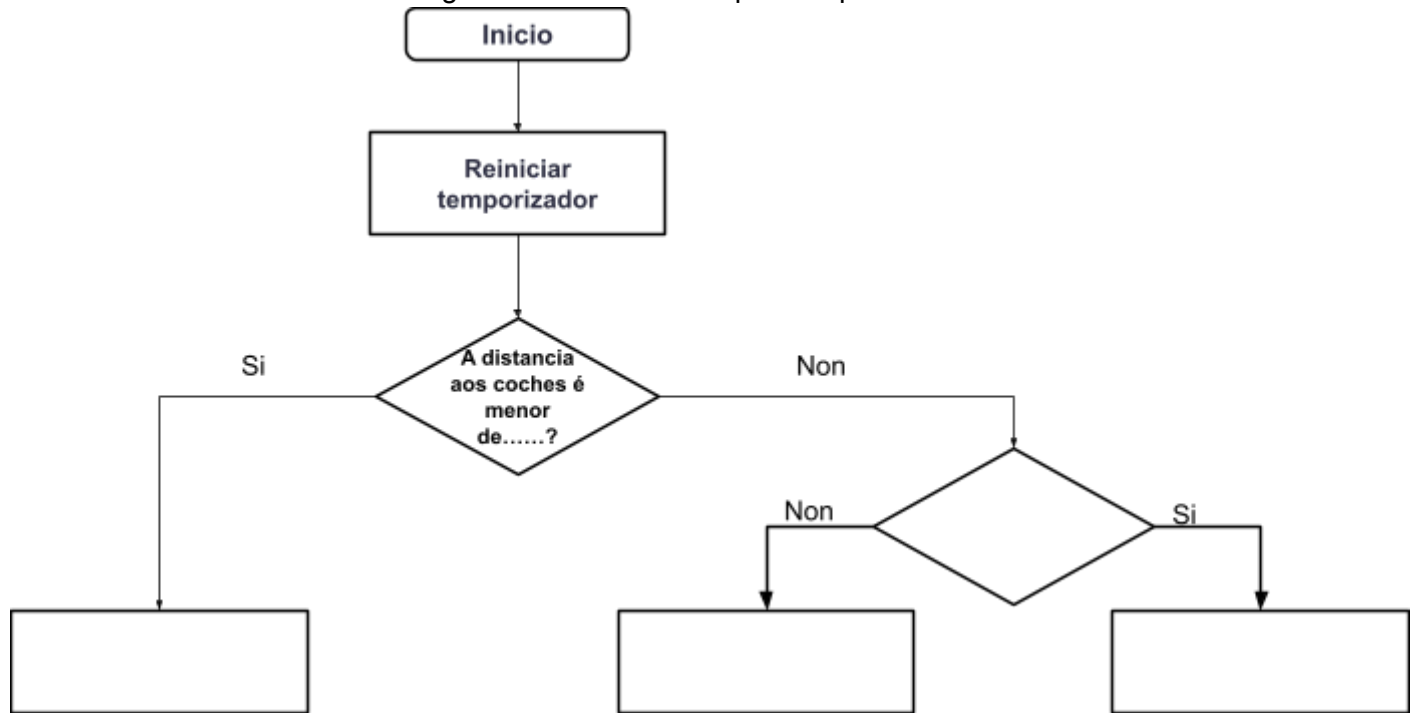 Inicio
Reiniciar
temporizador
A distancia
aos coches é
menor
de......?
Si
Non
Non
Si